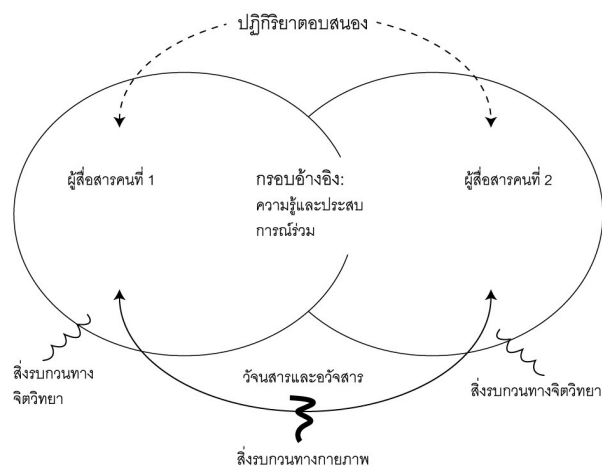 ปฏิกิริยาตอบสนอง
ผู้สื่อสารคนที่ 1
กรอบอ้างอิง:
ความรู้และประสบ
การณ์ร่วม
ผู้สื่อสารคนที่ 2
สิ่งรบกวนทาง
จิตวิทยา
วัจนสารและอวัจสาร
สิ่งรบกวนทางจิตวิทยา
สิ่งรบกวนทางกายภาพ